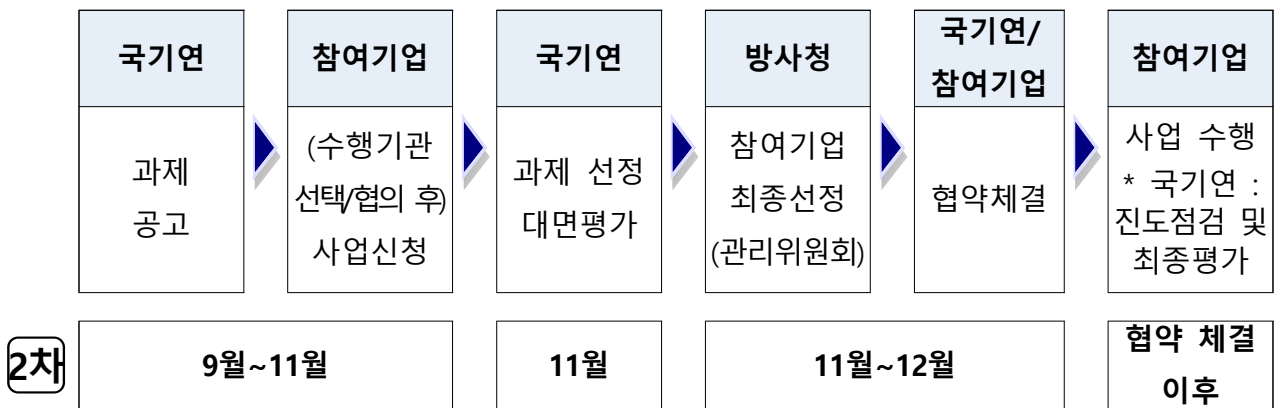 국기연
참여기업
국기연
방사청
국기연/
참여기업
참여기업
과제
공고
(수행기관
선택/협의 후)
사업신청
과제 선정
대면평가
참여기업
최종선정
(관리위원회)
협약체결
사업 수행
* 국기연 :
진도점검 및
최종평가
2차
9월~11월
11월
11월~12월
협약 체결
이후